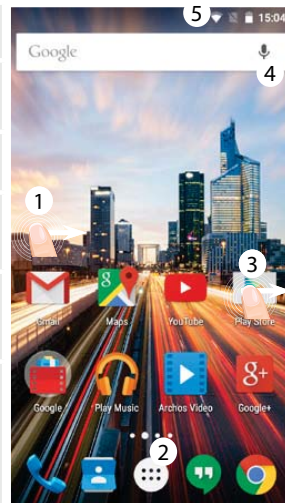 5
15:04
Google
4
1
3
Gmail
Maps
YouTube
Play Store
Google
Play Music
Archos Video
Google+
2